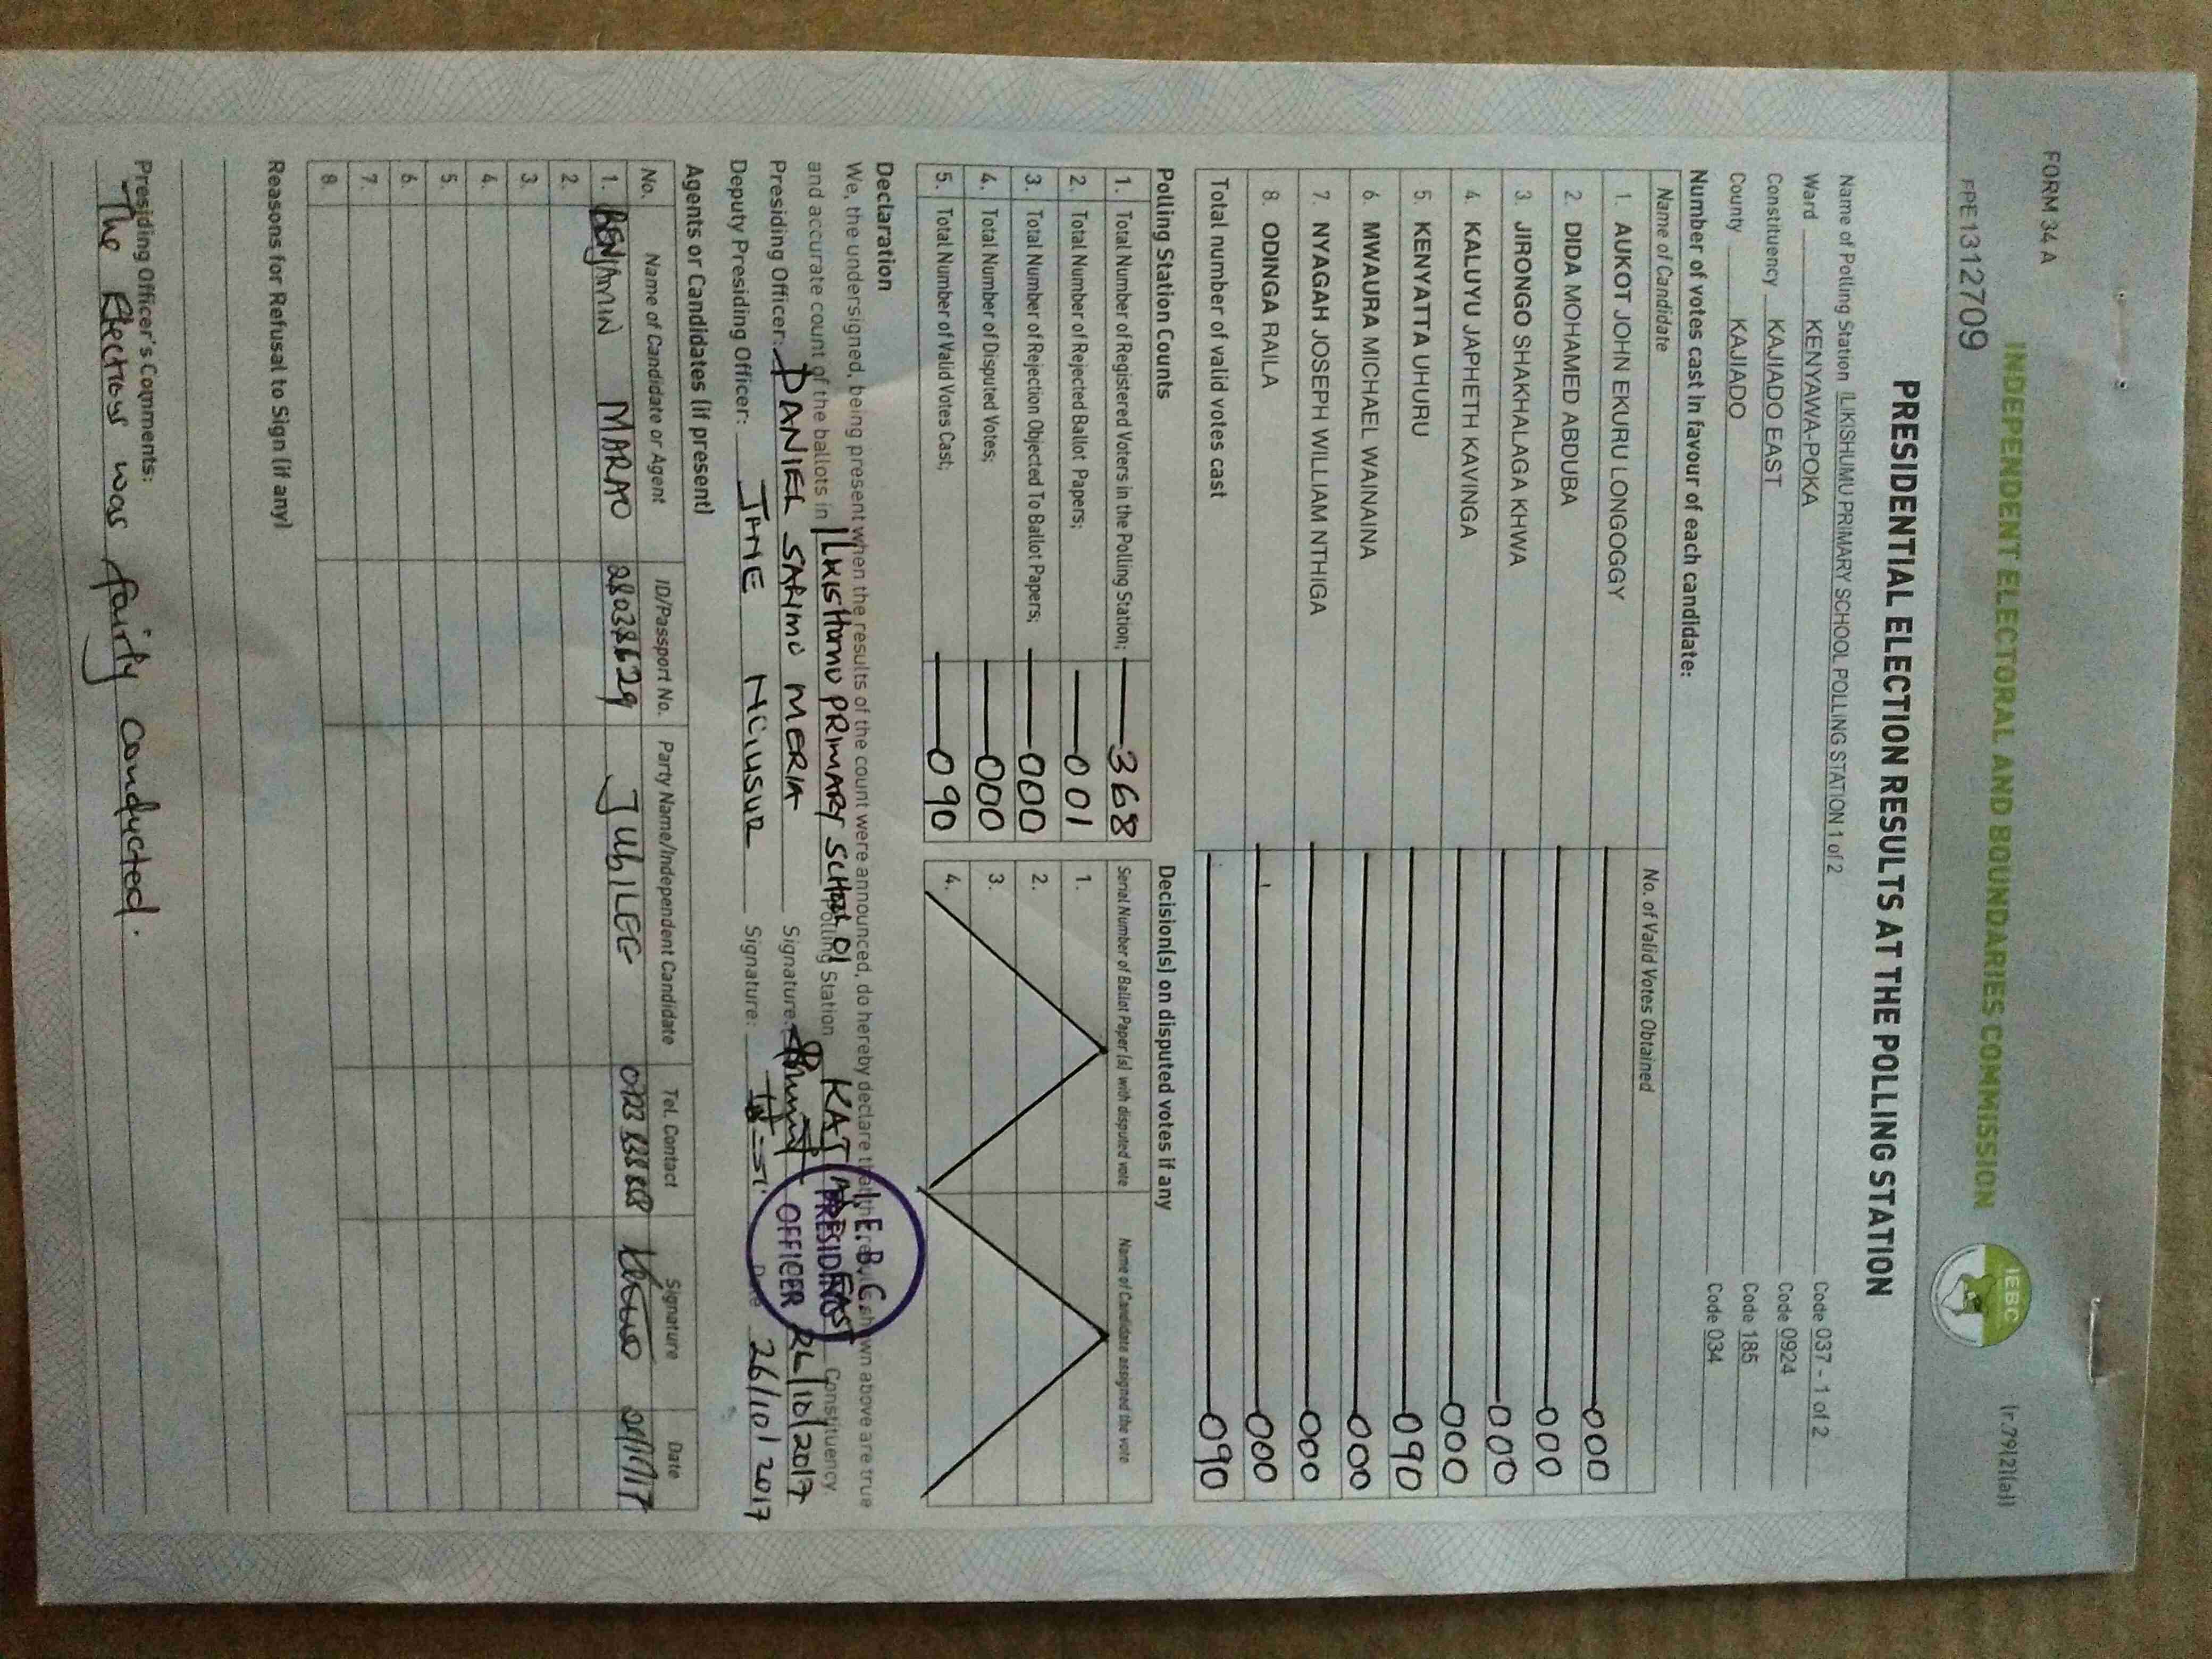 FORM 34 A
(r.79(2)(a))
INDEPENDENT ELECTORAL AND BOUNDARIES COMMISSION
IEBC
FPE1312709
PRESIDENTIAL ELECTION RESULTS AT THE POLLING STATION
Name of Polling Station ILIKISHUMU PRIMARY SCHOOL POLLING STATION 1 of 2 Code 037 - 1 of 2
Ward KENYAWA-POKA Code 0924
Constituency KAJIADO EAST Code 185
County KAJIADO Code 034
Number of votes cast in favour of each candidate:
Name of Candidate No. of Valid Votes Obtained
1. AUKOT JOHN EKURU LONGOGGY 000
2 DIDA MOHAMED ABDUBA 000
3. JIRONGO SHAKHALAGA KHWA 000
4. KALUYU JAPHETH KAVINGA 000
5. KENYATTA UHURU 090
6. MWAURA MICHAEL WAINAINA 000
7. NYAGAH JOSEPH WILLIAM NTHIGA 000
8. ODINGA RAILA 000
Total number of valid votes cast 090
Polling Station Counts
1. Total Number of Registered Voters in the Polling Station; 368
2. Total Number of Rejected Ballot Papers; 001
3. Total Number of Rejection Objected To Ballot Papers; 000
4. Total Number of Disputed Votes; 000
5. Total Number of Valid Votes Cast; 090
Decision(s) on disputed votes if any
Serial Number of Ballot Paper (s) with disputed vote Name of Candidate assigned the vote
1.
2.
3.
4.
Declaration
We, the undersigned, being present when the results of the count were announced, do hereby declare that the results shown above are true
and accurate count of the ballots in ILKISHUMU PRIMARY SCHOOL 01 Polling Station KAJIADO EAST Constituency
Presiding Officer: DANIEL SAMMO MERIA Signature: 26/10/2017
Deputy Presiding Officer: JANE Signature: Date 26/10/2017
I.E.B.C
PRESIDING
OFFICER
Agents or Candidates (if present)
No. Name of Candidate or Agent ID/Passport No. Party Name/Independent Candidate Tel. Contact Signature Date
1. BENJAMIN MARAO 28038629 JUBILEE
2.
3.
4.
5.
6.
7.
8.
Reasons for Refusal to Sign (if any)
Presiding Officer's Comments:
The Elections was fairly conducted.